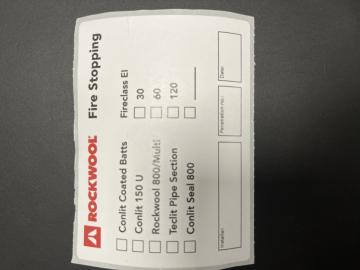 ROCKWOOL Fire Stopping
Conlit Coated Batts Fireclass EI
Conlit 150 U 30
Rockwool 800/Multi 60
Teclit Pipe Section 120
Conlit Seal 800
Installer: Penetration no.: Date: